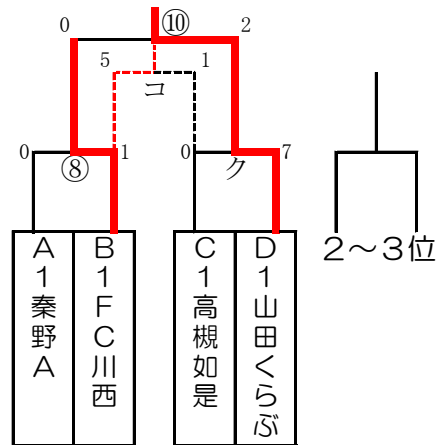 0 ⑩ 2
5 コ 1
0 ⑧ 1 0 ク 7
A1秦野A
B1FC川西
C1高槻如是
D1山田くらぶ
2～3位